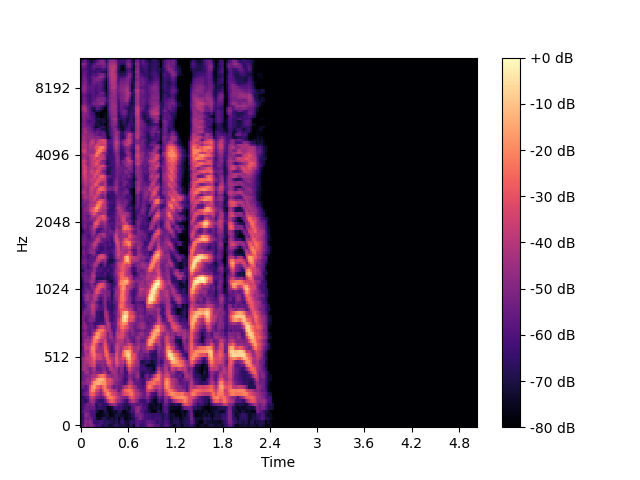 8192
4096
2048
1024
512
0
Hz
0 0.6 1.2 1.8 2.4 3 3.6 4.2 4.8
Time
+0 dB
-10 dB
-20 dB
-30 dB
-40 dB
-50 dB
-60 dB
-70 dB
-80 dB